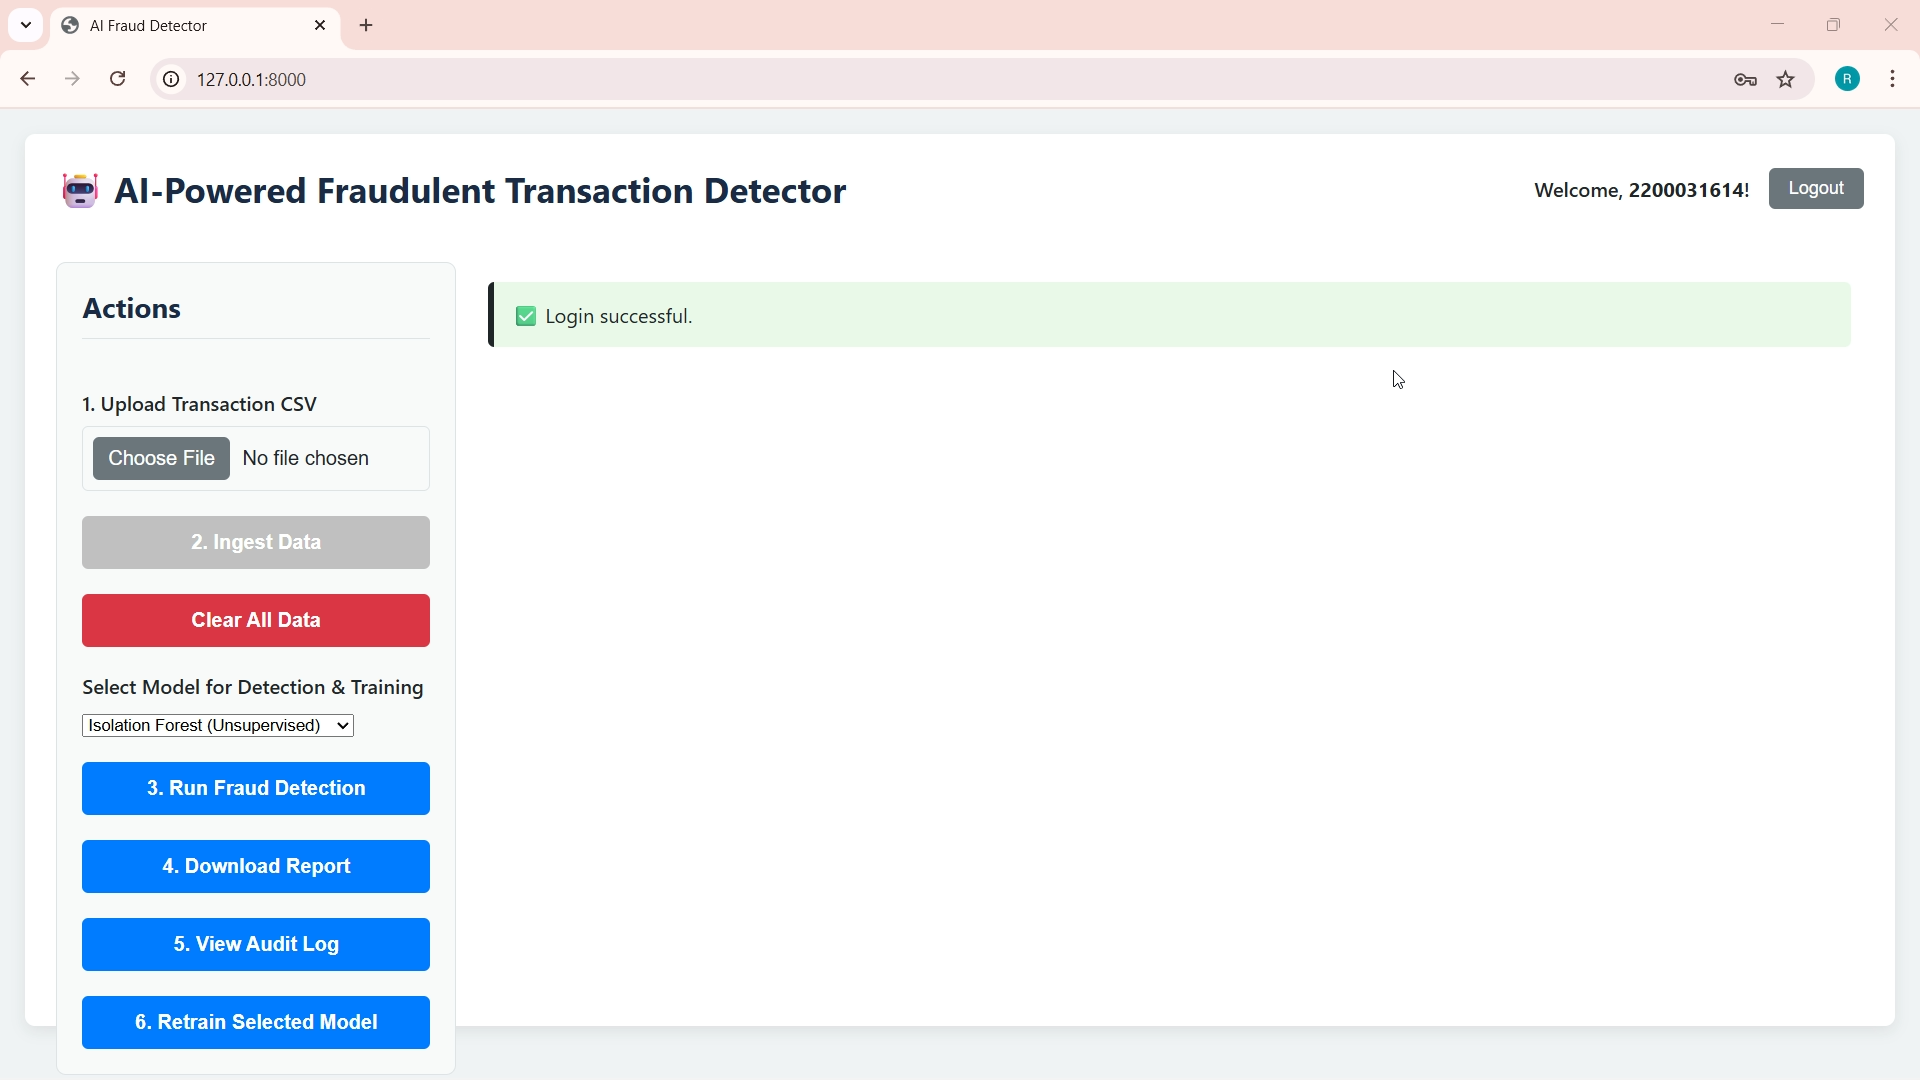 AI Fraud Detector
127.0.0.1:8000
R
AI-Powered Fraudulent Transaction Detector
Welcome, 2200031614!
Logout
Actions
Login successful.
1. Upload Transaction CSV
Choose File No file chosen
2. Ingest Data
Clear All Data
Select Model for Detection & Training
Isolation Forest (Unsupervised)
3. Run Fraud Detection
4. Download Report
5. View Audit Log
6. Retrain Selected Model